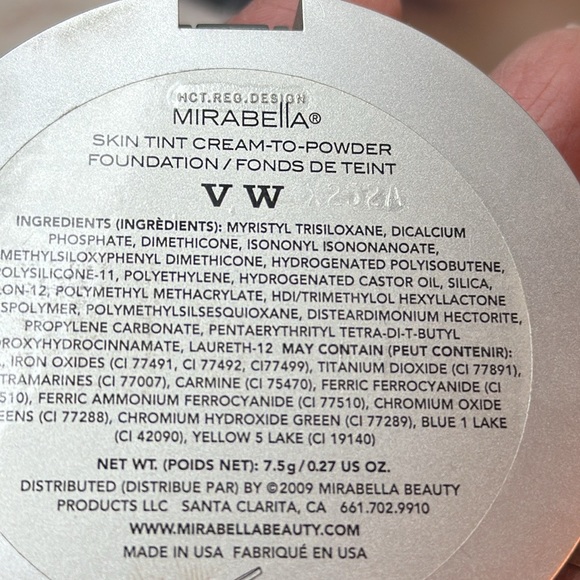 HCT.REG.DESIGN
MIRABEllA®
SKIN TINT CREAM-TO-POWDER
FOUNDATION / FONDS DE TEINT
V W
INGREDIENTS (INGRÈDIENTS): MYRISTYL TRISILOXANE, DICALCIUM
PHOSPHATE, DIMETHICONE, ISONONYL ISONONANOATE,
METHYLSILOXYPHENYL DIMETHICONE, HYDROGENATED POLYISOBUTENE,
POLYSILICONE-11, POLYETHYLENE, HYDROGENATED CASTOR OIL, SILICA,
LON-12, POLYMETHYL METHACRYLATE, HDI/TRIMETHYLOL HEXYLLACTONE
SPOLYMER, POLYMETHYLSILSESQUIOXANE, DISTEARDIMONIUM HECTORITE,
PROPYLENE CARBONATE, PENTAERYTHRITYL TETRA-DI-T-BUTYL
ROXYHYDROCINNAMATE, LAURETH-12 MAY CONTAIN (PEUT CONTENIR):
, IRON OXIDES (CI 77491, CI 77492, CI77499), TITANIUM DIOXIDE (CI 77891),
TRAMARINES (CI 77007), CARMINE (CI 75470), FERRIC FERROCYANIDE (CI
510), FERRIC AMMONIUM FERROCYANIDE (CI 77510), CHROMIUM OXIDE
EENS (CI 77288), CHROMIUM HYDROXIDE GREEN (CI 77289), BLUE 1 LAKE
(CI 42090), YELLOW 5 LAKE (CI 19140)
NET WT. (POIDS NET): 7.5g/0.27 US OZ.
DISTRIBUTED (DISTRIBUE PAR) BY ©2009 MIRABELLA BEAUTY
PRODUCTS LLC SANTA CLARITA, CA 661.702.9910
WWW.MIRABELLABEAUTY.COM
MADE IN USA FABRIQUÉ EN USA